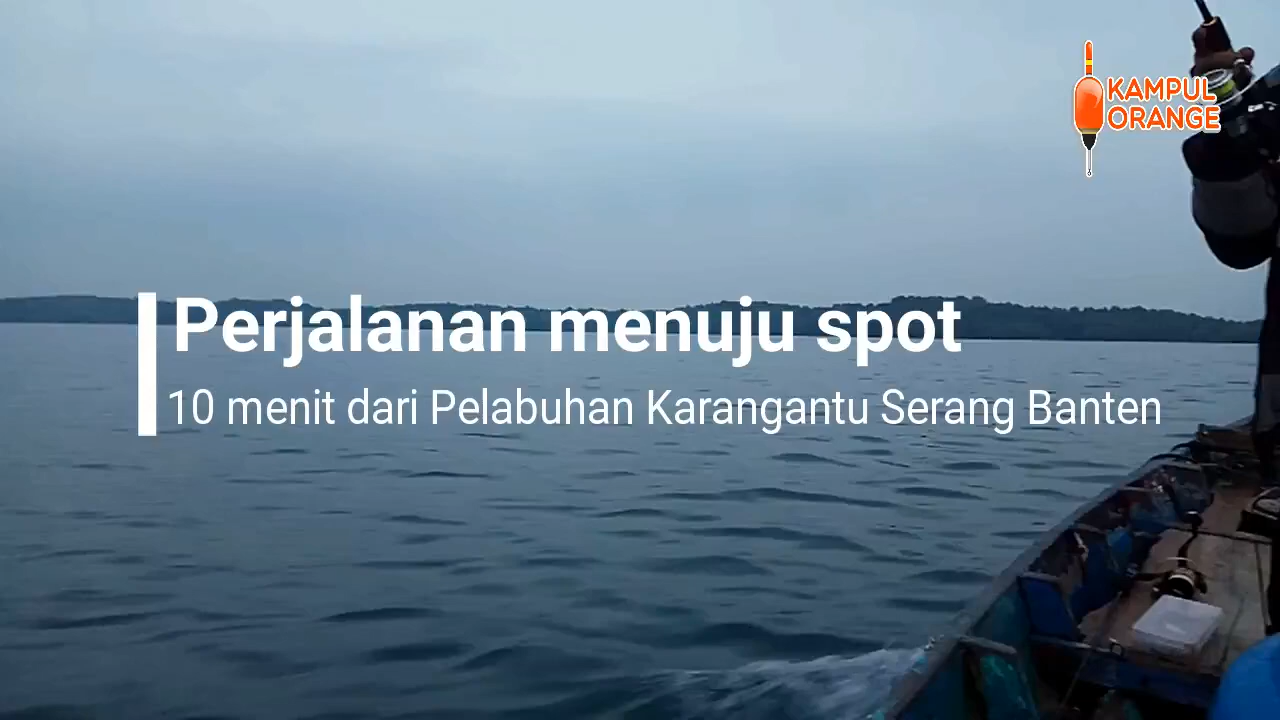 KAMPUL
ORANGE
Perjalanan menuju spot
10 menit dari Pelabuhan Karangantu Serang Banten